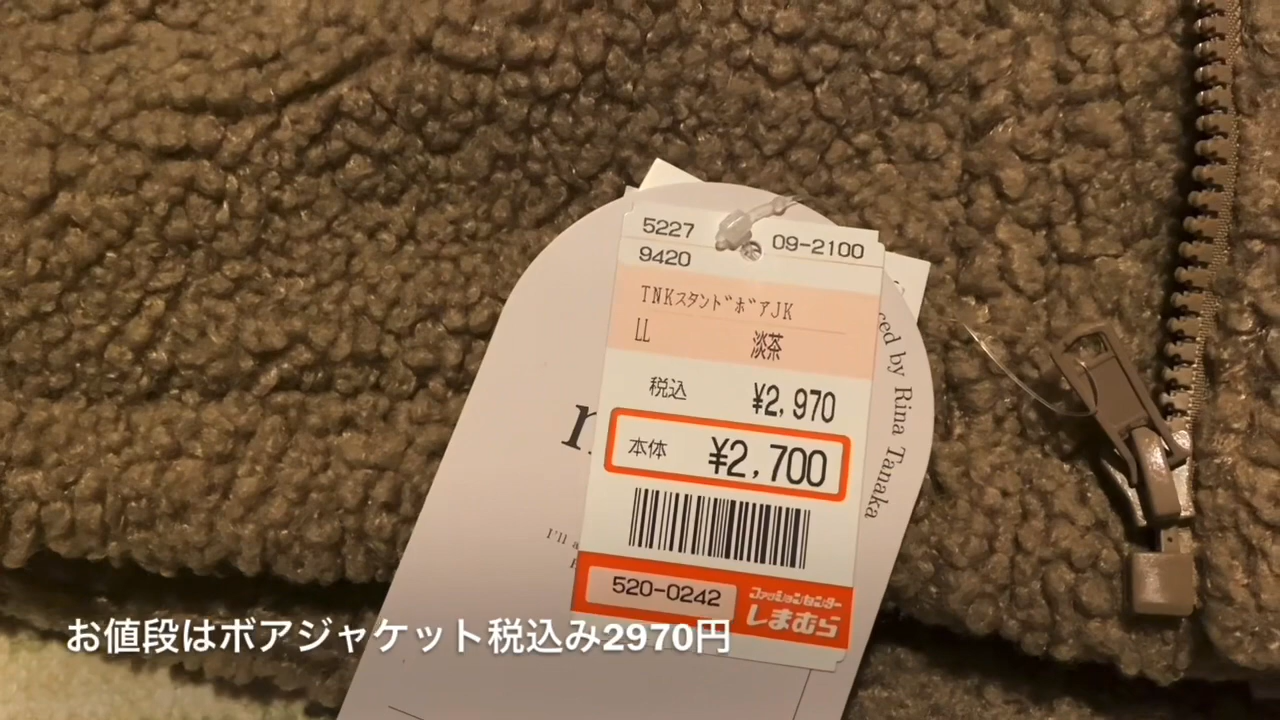 5227
09-2100
9420
TNKスタンドボアJK
LL 淡茶
税込 ¥2,970
本体 ¥2,700
520-0242
ファッションセンター
しまむら
by Rina Tanaka
I'll
お値段はボアジャケット税込み2970円